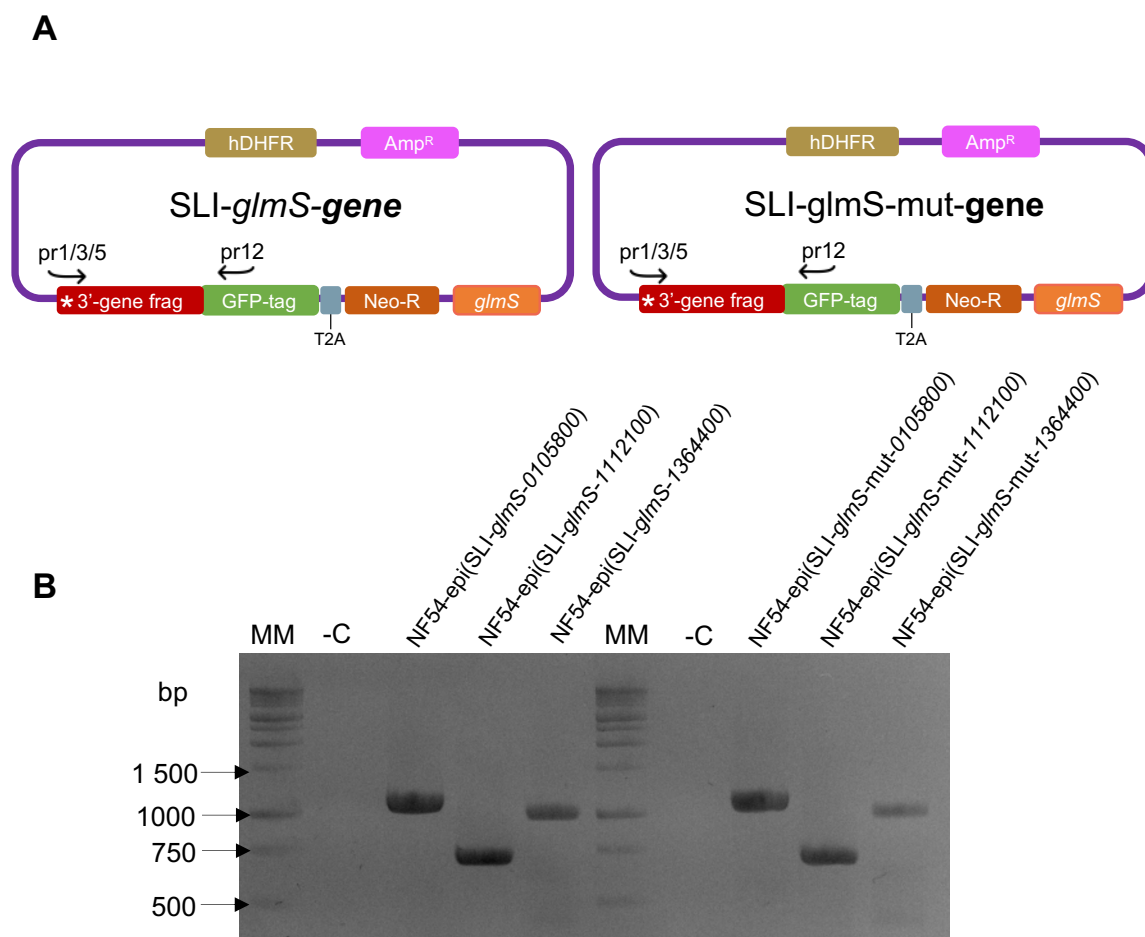 A
hDHFR
Amp^R
SLI-glmS-gene
pr1/3/5
pr12
* 3'-gene frag
GFP-tag
Neo-R
glmS
T2A
hDHFR
Amp^R
SLI-glmS-mut-gene
pr1/3/5
pr12
* 3'-gene frag
GFP-tag
Neo-R
glmS
T2A
B
MM
-C
NF54-epi(SLI-glmS-0105800)
NF54-epi(SLI-glmS-1112100)
NF54-epi(SLI-glmS-1364400)
MM
-C
NF54-epi(SLI-glmS-mut-0105800)
NF54-epi(SLI-glmS-mut-1112100)
NF54-epi(SLI-glmS-mut-1364400)
bp
1 500
1000
750
500